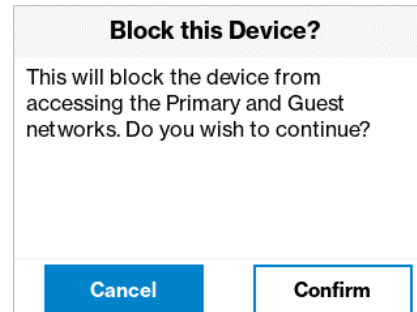 Block this Device?
This will block the device from
accessing the Primary and Guest
networks. Do you wish to continue?
Cancel
Confirm